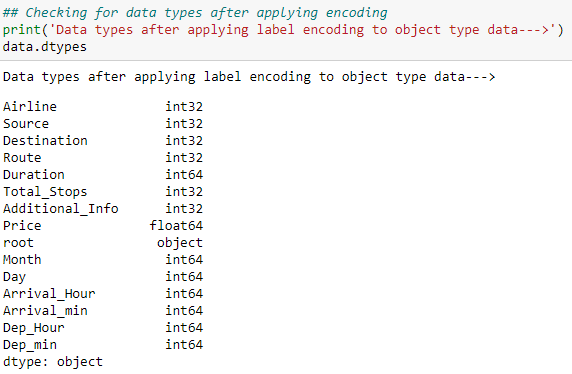 ## Checking for data types after applying encoding
print('Data types after applying label encoding to object type data--->')
data.dtypes
Data types after applying label encoding to object type data--->
Airline int32
Source int32
Destination int32
Route int32
Duration int64
Total_Stops int32
Additional_Info int32
Price float64
root object
Month int64
Day int64
Arrival_Hour int64
Arrival_min int64
Dep_Hour int64
Dep_min int64
dtype: object